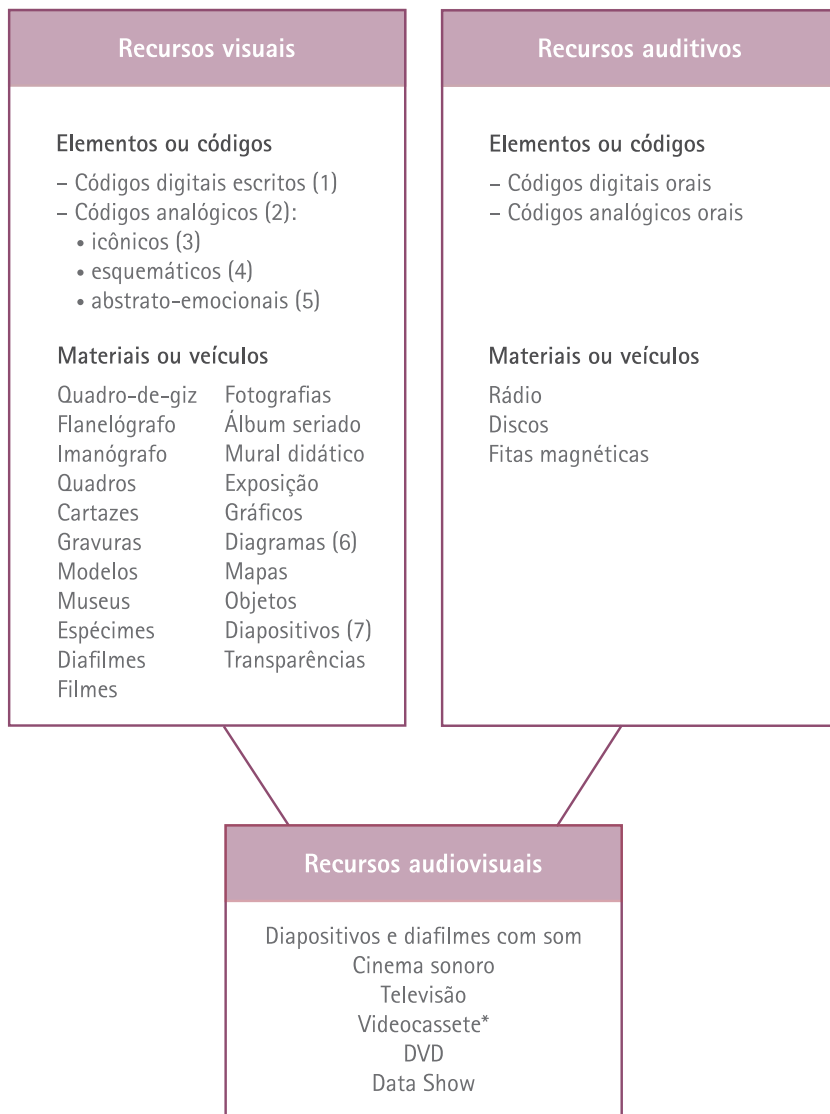 Recursos visuais
Elementos ou códigos
– Códigos digitais escritos (1)
– Códigos analógicos (2):
• icônicos (3)
• esquemáticos (4)
• abstrato-emocionais (5)
Materiais ou veículos
Quadro-de-giz Fotografias
Flanelógrafo Álbum seriado
Imanógrafo Mural didático
Quadros Exposição
Cartazes Gráficos
Gravuras Diagramas (6)
Modelos Mapas
Museus Objetos
Espécimes Diapositivos (7)
Diafilmes Transparências
Filmes
Recursos auditivos
Elementos ou códigos
– Códigos digitais orais
– Códigos analógicos orais
Materiais ou veículos
Rádio
Discos
Fitas magnéticas
Recursos audiovisuais
Diapositivos e diafilmes com som
Cinema sonoro
Televisão
Videocassete*
DVD
Data Show